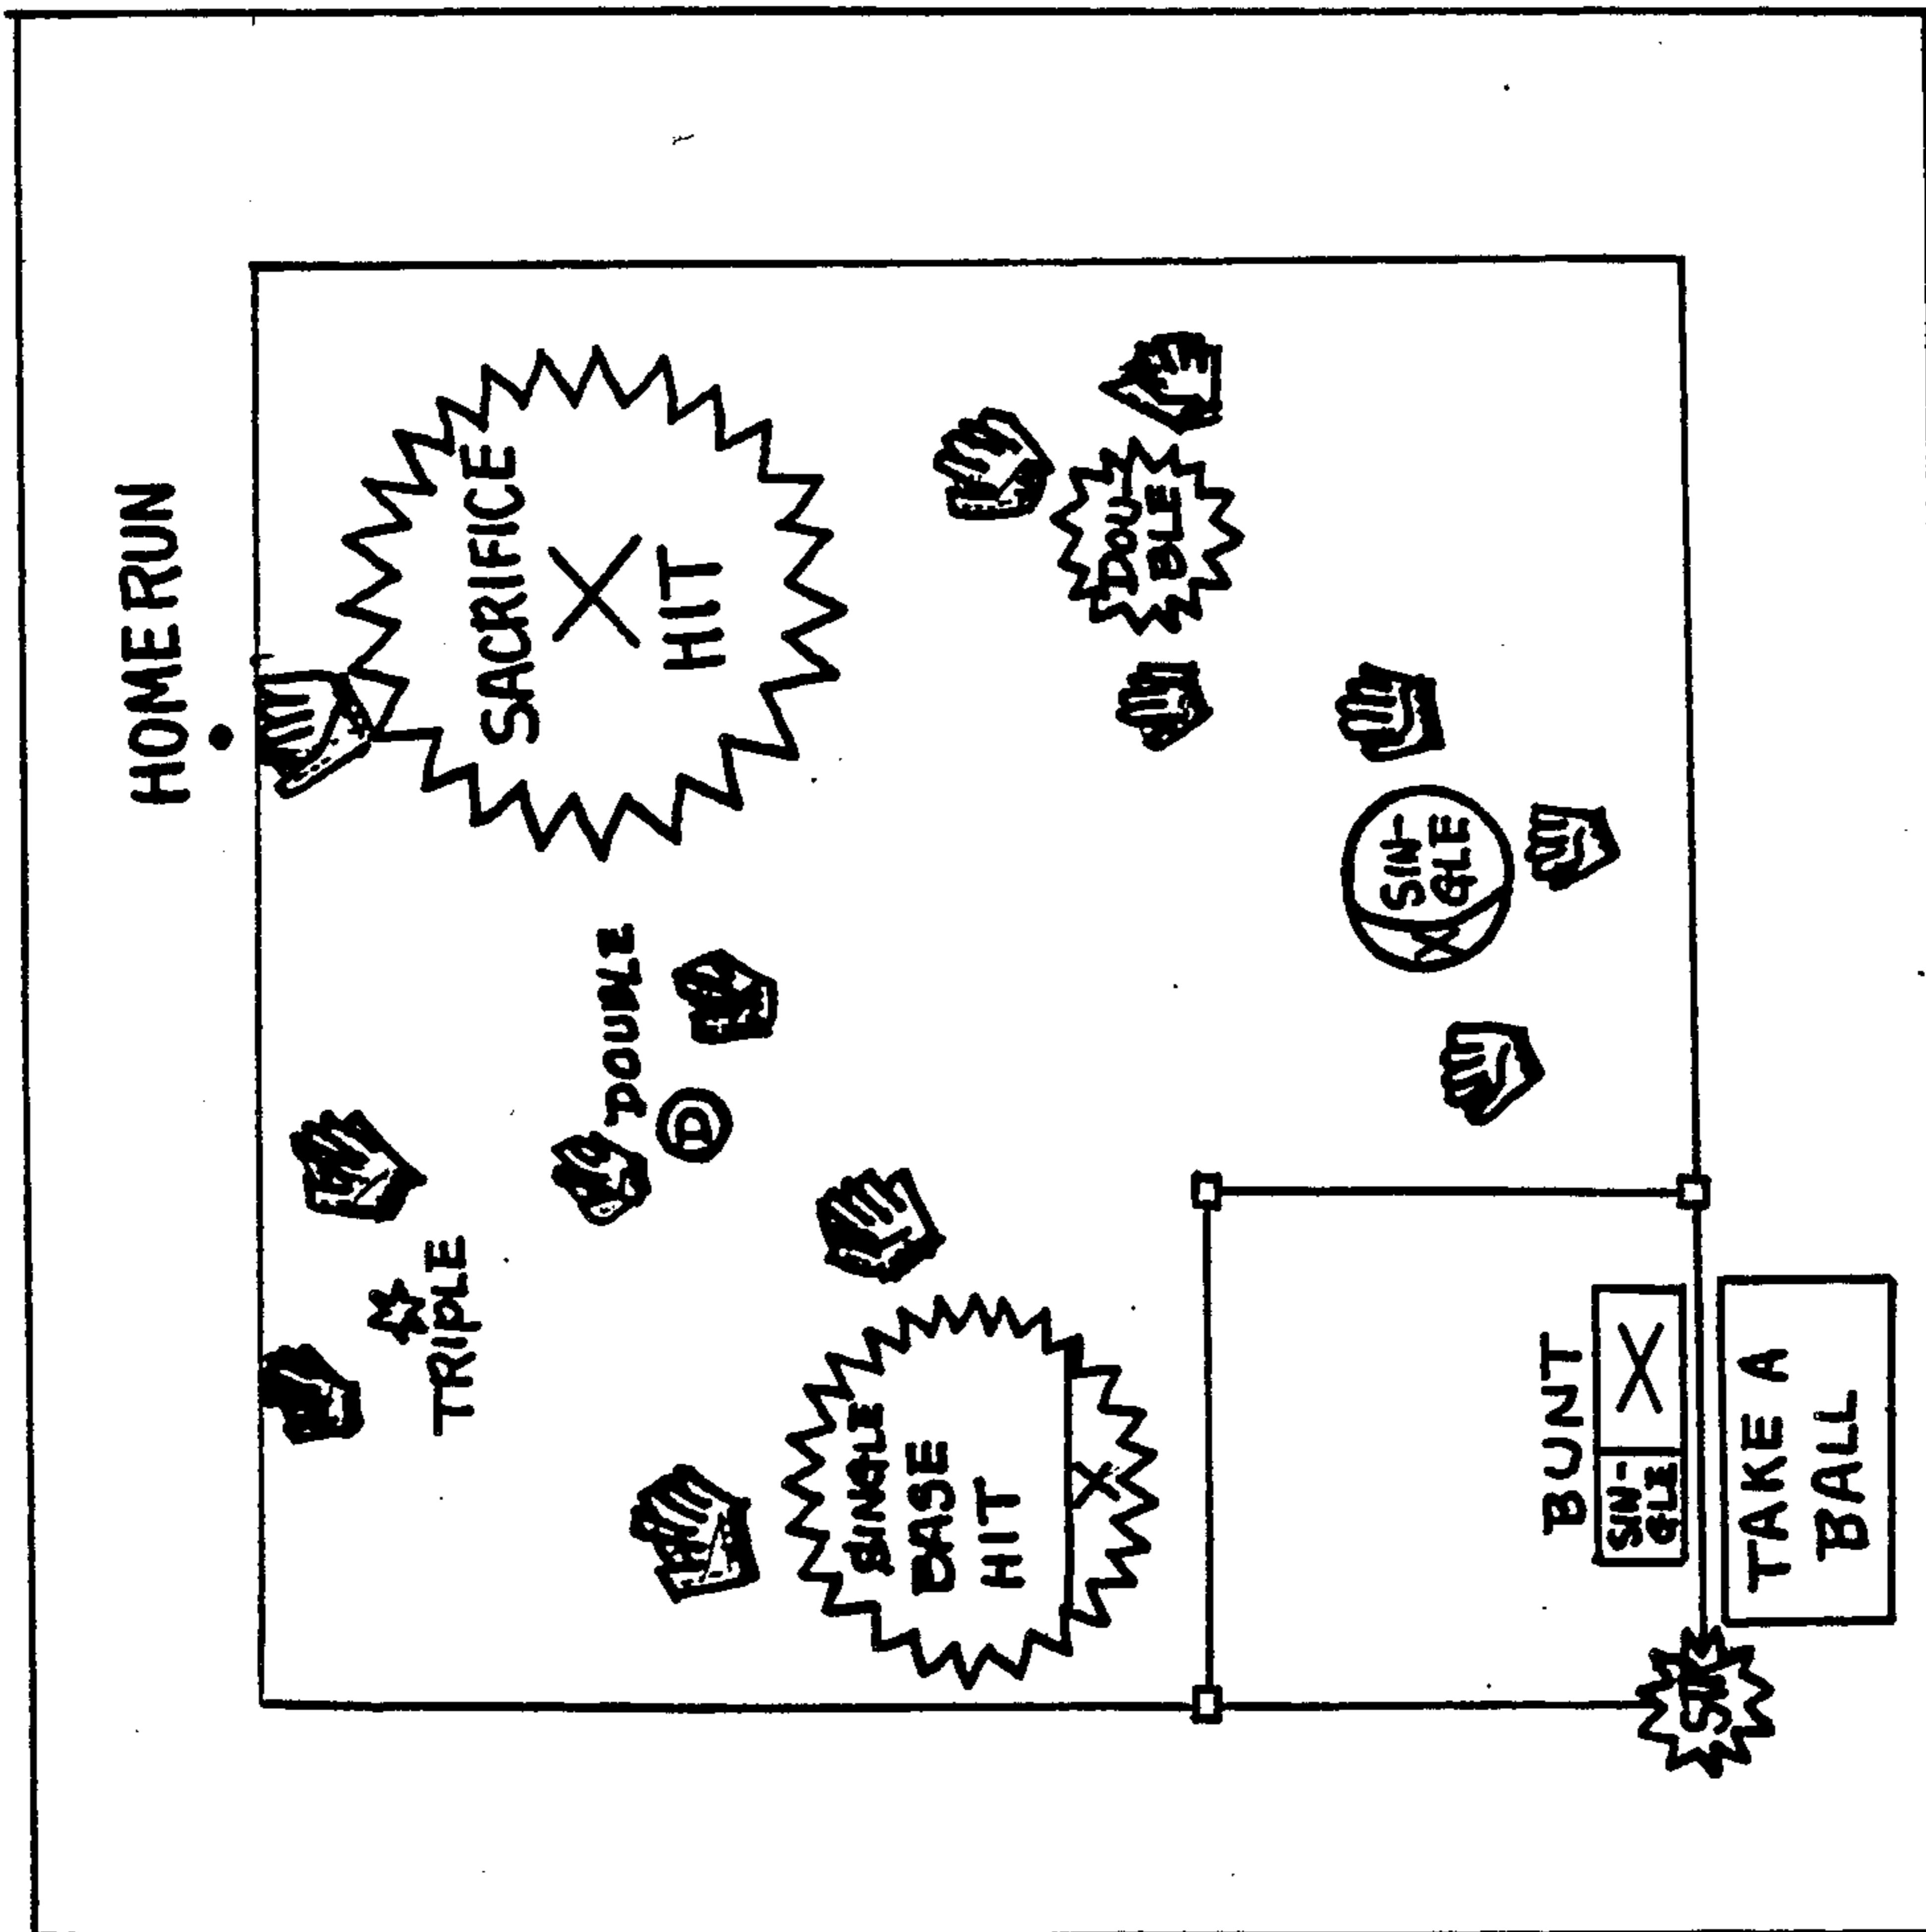 HOME RUN
TRIPLE
SACRIFICE
X
HIT
DOUBLE
D
SINGLE
BASE
HIT
X
DOU
BLE
SIN-
GLE
X
BUNT
SIN-
GLE
X
TAKE A
BALL